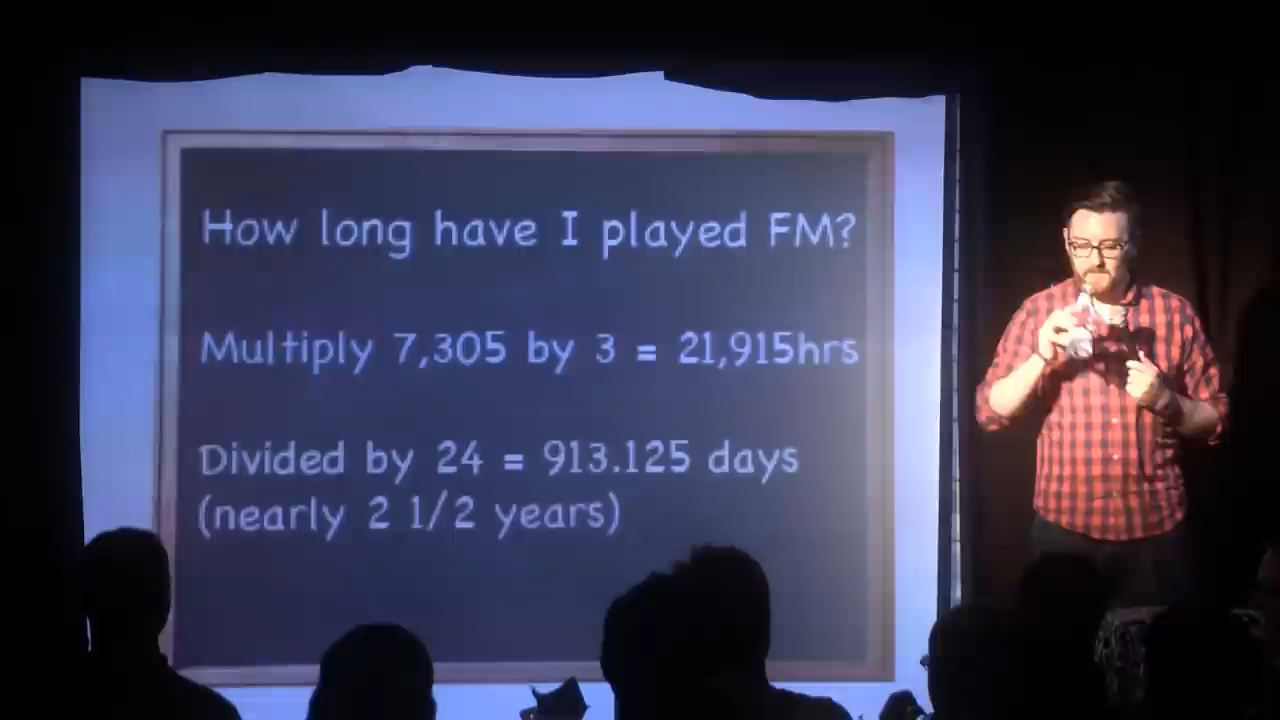 How long have I played FM?
Multiply 7,305 by 3 = 21,915hrs
Divided by 24 = 913.125 days
(nearly 2 1/2 years)